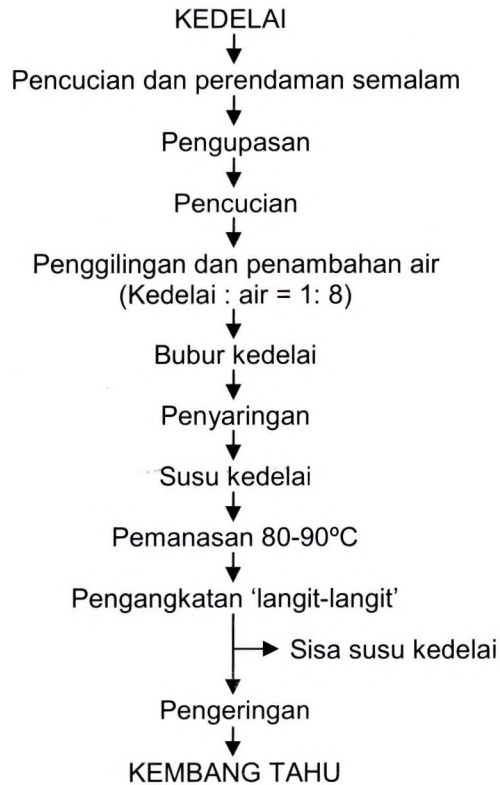 KEDELAI
Pencucian dan perendaman semalam
Pengupasan
Pencucian
Penggilingan dan penambahan air
(Kedelai : air = 1: 8)
Bubur kedelai
Penyaringan
Susu kedelai
Pemanasan 80-90ºC
Pengangkatan ‘langit-langit’
Sisa susu kedelai
Pengeringan
KEMBANG TAHU